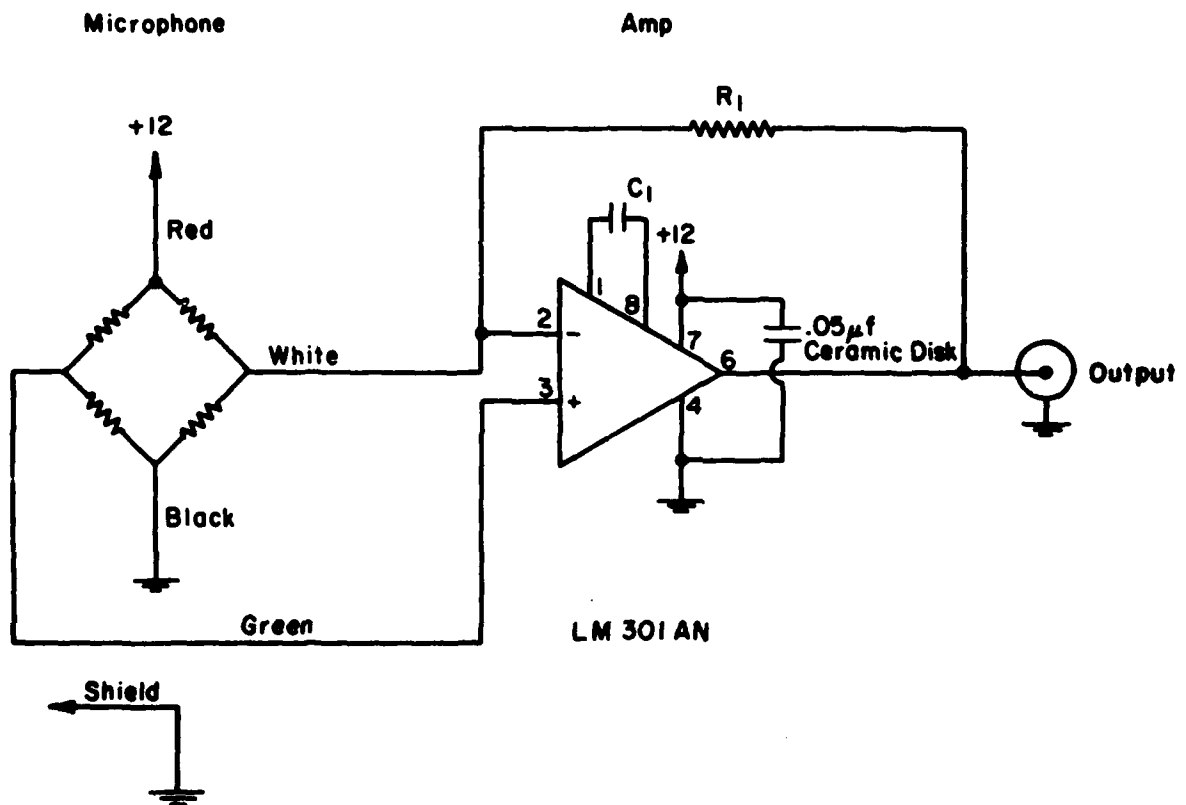 Microphone
Amp
R1
+12
C1
Red
+12
1
8
2
-
7
.05µf
Ceramic Disk
White
6
Output
3
+
4
Black
Green
LM 301 AN
Shield